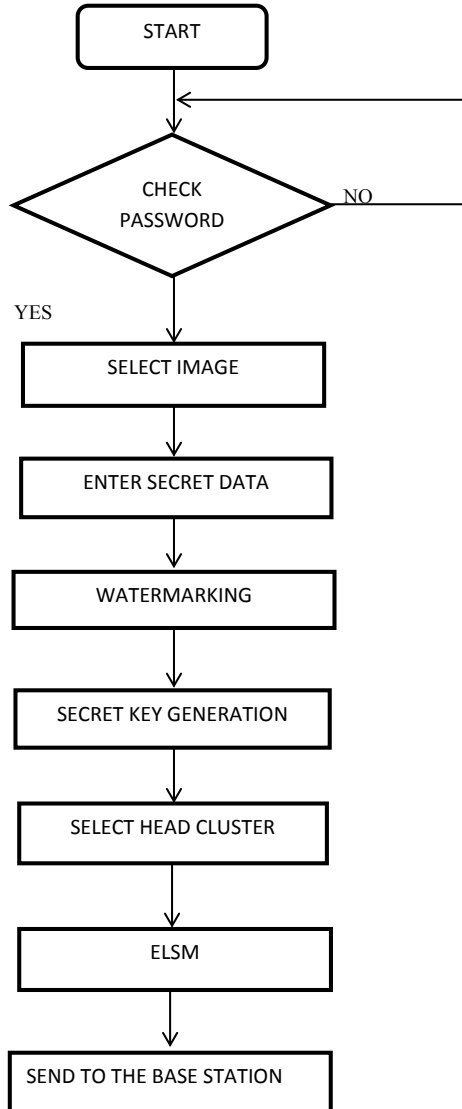 START
CHECK
PASSWORD
NO
YES
SELECT IMAGE
ENTER SECRET DATA
WATERMARKING
SECRET KEY GENERATION
SELECT HEAD CLUSTER
ELSM
SEND TO THE BASE STATION